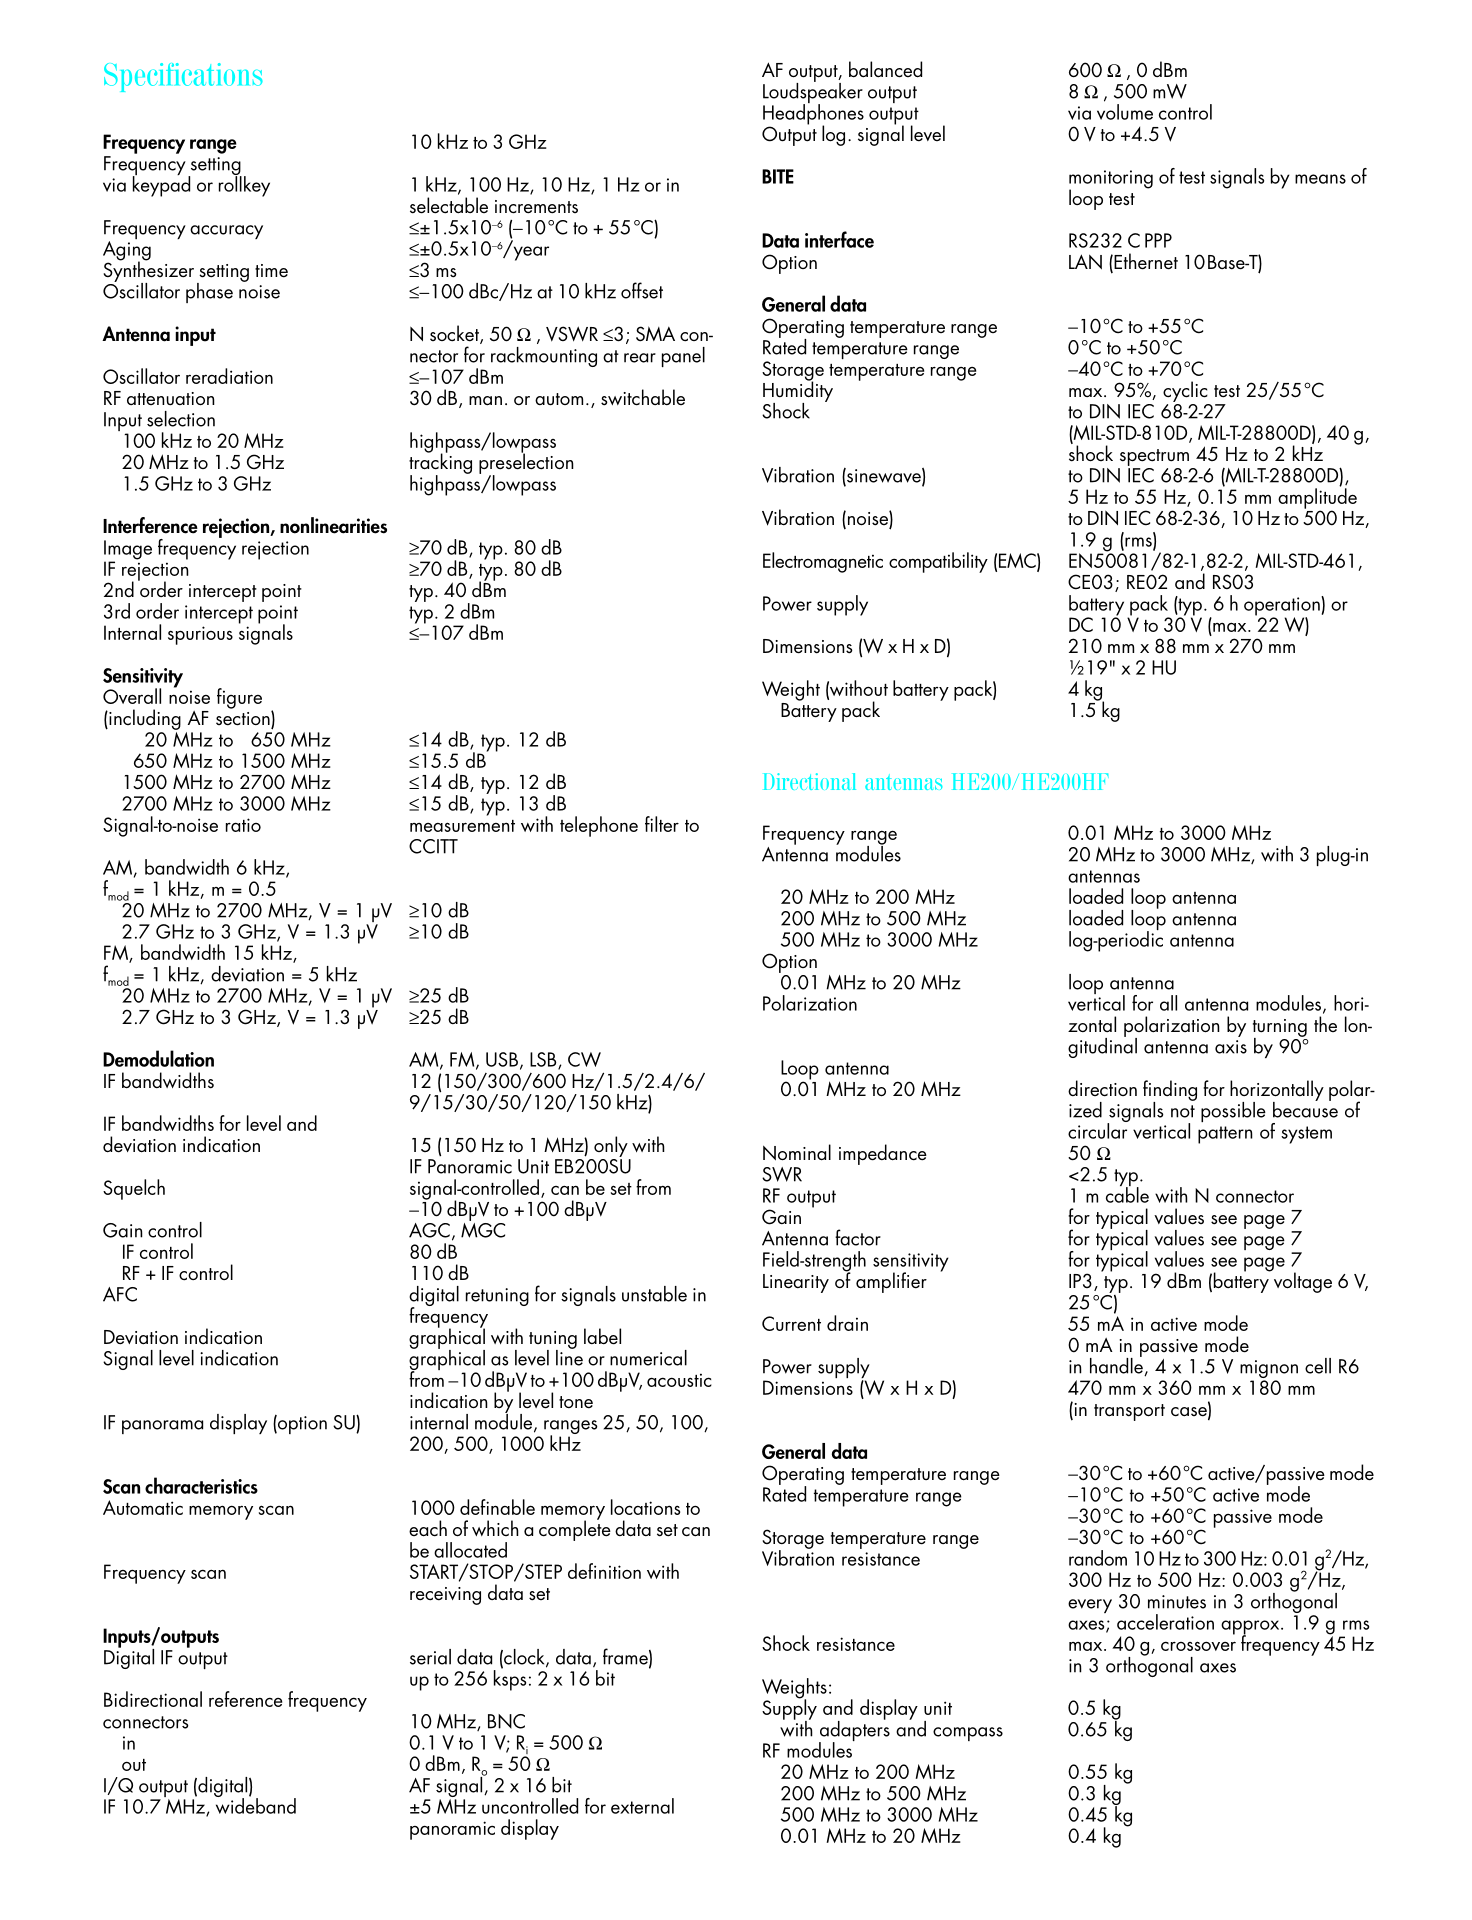 Specifications
Frequency range 10 kHz to 3 GHz
Frequency setting
via keypad or rollkey 1 kHz, 100 Hz, 10 Hz, 1 Hz or in
selectable increments
Frequency accuracy ≤±1.5x10–6 (–10°C to + 55°C)
Aging ≤±0.5x10–6/year
Synthesizer setting time ≤3 ms
Oscillator phase noise ≤–100 dBc/Hz at 10 kHz offset
Antenna input N socket, 50 Ω , VSWR ≤3; SMA con-
nector for rackmounting at rear panel
Oscillator reradiation ≤–107 dBm
RF attenuation 30 dB, man. or autom., switchable
Input selection
100 kHz to 20 MHz highpass/lowpass
20 MHz to 1.5 GHz tracking preselection
1.5 GHz to 3 GHz highpass/lowpass
Interference rejection, nonlinearities
Image frequency rejection ≥70 dB, typ. 80 dB
IF rejection ≥70 dB, typ. 80 dB
2nd order intercept point typ. 40 dBm
3rd order intercept point typ. 2 dBm
Internal spurious signals ≤–107 dBm
Sensitivity
Overall noise figure
(including AF section)
20 MHz to 650 MHz ≤14 dB, typ. 12 dB
650 MHz to 1500 MHz ≤15.5 dB
1500 MHz to 2700 MHz ≤14 dB, typ. 12 dB
2700 MHz to 3000 MHz ≤15 dB, typ. 13 dB
Signal-to-noise ratio measurement with telephone filter to
CCITT
AM, bandwidth 6 kHz,
fmod = 1 kHz, m = 0.5
20 MHz to 2700 MHz, V = 1 µV ≥10 dB
2.7 GHz to 3 GHz, V = 1.3 µV ≥10 dB
FM, bandwidth 15 kHz,
fmod = 1 kHz, deviation = 5 kHz
20 MHz to 2700 MHz, V = 1 µV ≥25 dB
2.7 GHz to 3 GHz, V = 1.3 µV ≥25 dB
Demodulation AM, FM, USB, LSB, CW
IF bandwidths 12 (150/300/600 Hz/1.5/2.4/6/
9/15/30/50/120/150 kHz)
IF bandwidths for level and
deviation indication 15 (150 Hz to 1 MHz) only with
IF Panoramic Unit EB200SU
Squelch signal-controlled, can be set from
–10 dBµV to +100 dBµV
Gain control AGC, MGC
IF control 80 dB
RF + IF control 110 dB
AFC digital retuning for signals unstable in
frequency
Deviation indication graphical with tuning label
Signal level indication graphical as level line or numerical
from –10 dBµV to +100 dBµV, acoustic
indication by level tone
IF panorama display (option SU) internal module, ranges 25, 50, 100,
200, 500, 1000 kHz
Scan characteristics
Automatic memory scan 1000 definable memory locations to
each of which a complete data set can
be allocated
Frequency scan START/STOP/STEP definition with
receiving data set
Inputs/outputs
Digital IF output serial data (clock, data, frame)
up to 256 ksps: 2 x 16 bit
Bidirectional reference frequency
connectors 10 MHz, BNC
in 0.1 V to 1 V; Ri = 500 Ω
out 0 dBm, Ro = 50 Ω
I/Q output (digital) AF signal, 2 x 16 bit
IF 10.7 MHz, wideband ±5 MHz uncontrolled for external
panoramic display
AF output, balanced 600 Ω , 0 dBm
Loudspeaker output 8 Ω , 500 mW
Headphones output via volume control
Output log. signal level 0 V to +4.5 V
BITE monitoring of test signals by means of
loop test
Data interface RS232 C PPP
Option LAN (Ethernet 10Base-T)
General data
Operating temperature range –10°C to +55°C
Rated temperature range 0°C to +50°C
Storage temperature range –40°C to +70°C
Humidity max. 95%, cyclic test 25/55°C
Shock to DIN IEC 68-2-27
(MIL-STD-810D, MIL-T-28800D), 40 g,
shock spectrum 45 Hz to 2 kHz
Vibration (sinewave) to DIN IEC 68-2-6 (MIL-T-28800D),
5 Hz to 55 Hz, 0.15 mm amplitude
Vibration (noise) to DIN IEC 68-2-36, 10 Hz to 500 Hz,
1.9 g (rms)
Electromagnetic compatibility (EMC) EN50081/82-1,82-2, MIL-STD-461,
CE03; RE02 and RS03
Power supply battery pack (typ. 6 h operation) or
DC 10 V to 30 V (max. 22 W)
Dimensions (W x H x D) 210 mm x 88 mm x 270 mm
½19" x 2 HU
Weight (without battery pack) 4 kg
Battery pack 1.5 kg
Directional antennas HE200/HE200HF
Frequency range 0.01 MHz to 3000 MHz
Antenna modules 20 MHz to 3000 MHz, with 3 plug-in
antennas
20 MHz to 200 MHz loaded loop antenna
200 MHz to 500 MHz loaded loop antenna
500 MHz to 3000 MHz log-periodic antenna
Option
0.01 MHz to 20 MHz loop antenna
Polarization vertical for all antenna modules, hori-
zontal polarization by turning the lon-
gitudinal antenna axis by 90°
Loop antenna
0.01 MHz to 20 MHz direction finding for horizontally polar-
ized signals not possible because of
circular vertical pattern of system
Nominal impedance 50 Ω
SWR <2.5 typ.
RF output 1 m cable with N connector
Gain for typical values see page 7
Antenna factor for typical values see page 7
Field-strength sensitivity for typical values see page 7
Linearity of amplifier IP3, typ. 19 dBm (battery voltage 6 V,
25°C)
Current drain 55 mA in active mode
0 mA in passive mode
Power supply in handle, 4 x 1.5 V mignon cell R6
Dimensions (W x H x D) 470 mm x 360 mm x 180 mm
(in transport case)
General data
Operating temperature range –30°C to +60°C active/passive mode
Rated temperature range –10°C to +50°C active mode
–30°C to +60°C passive mode
Storage temperature range –30°C to +60°C
Vibration resistance random 10 Hz to 300 Hz: 0.01 g2/Hz,
300 Hz to 500 Hz: 0.003 g2/Hz,
every 30 minutes in 3 orthogonal
axes; acceleration approx. 1.9 g rms
Shock resistance max. 40 g, crossover frequency 45 Hz
in 3 orthogonal axes
Weights:
Supply and display unit 0.5 kg
with adapters and compass 0.65 kg
RF modules
20 MHz to 200 MHz 0.55 kg
200 MHz to 500 MHz 0.3 kg
500 MHz to 3000 MHz 0.45 kg
0.01 MHz to 20 MHz 0.4 kg